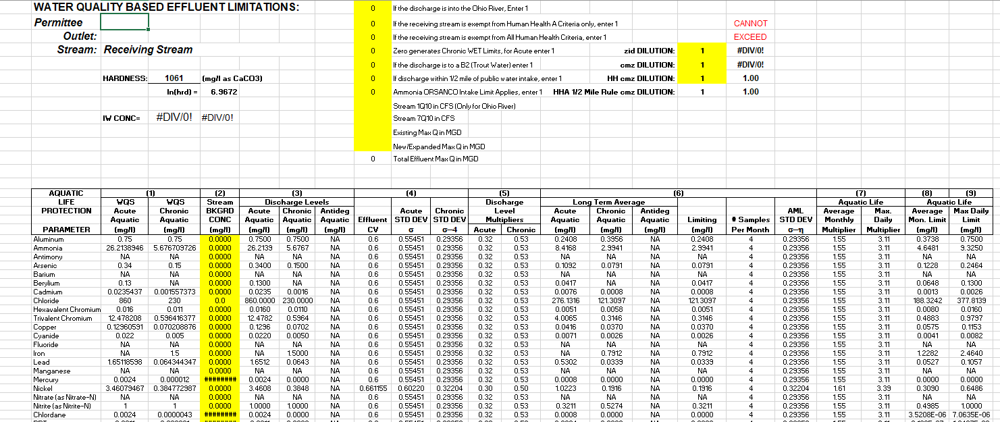 WATER QUALITY BASED EFFLUENT LIMITATIONS: 0 If the discharge is into the Ohio River, Enter 1
Permittee 0 If the receiving stream is exempt from Human Health A Criteria only, enter 1 CANNOT
Outlet: 0 If the receiving stream is exempt from All Human Health Criteria, enter 1 EXCEED
Stream: Receiving Stream 0 Zero generates Chronic WET Limits, for Acute enter 1 zid DILUTION: 1 #DIV/0!
0 If the discharge is to a B2 (Trout Water) enter 1 cmz DILUTION: 1 #DIV/0!
HARDNESS: 1061 (mg/l as CaCO3) 0 If discharge within 1/2 mile of public water intake, enter 1 HH cmz DILUTION: 1 1.00
ln(hrd) = 6.9672 0 Ammonia ORSANCO Intake Limit Applies, enter 1 HHA 1/2 Mile Rule cmz DILUTION: 1 1.00
Stream 1Q10 in CFS (Only for Ohio River)
IW CONC= #DIV/0! #DIV/0! Stream 7Q10 in CFS
Existing Max Q in MGD
New/Expanded Max Q in MGD
0 Total Effluent Max Q in MGD
AQUATIC (1) (2) (3) (4) (5) (6) (7) (8) (9)
LIFE WQS WQS Stream Discharge Levels Discharge Long Term Average Aquatic Life Aquatic Life
PROTECTION Acute Chronic BKGRD Acute Chronic Antideg Acute Chronic Level Acute Chronic Antideg AML Average Max. Average Max Daily
Aquatic Aquatic CONC Aquatic Aquatic Aquatic Effluent STD DEV STD DEV Multipliers Aquatic Aquatic Aquatic Limiting # Samples STD DEV Monthly Daily Mon. Limit Limit
PARAMETER (mg/l) (mg/l) (mg/l) (mg/l) (mg/l) (mg/l) CV σ σ-4 Acute Chronic (mg/l) (mg/l) (mg/l) (mg/l) Per Month σ-η Multiplier Multiplier (mg/l) (mg/l)
Aluminum 0.75 0.75 0.0000 0.7500 0.7500 NA 0.6 0.55451 0.29356 0.32 0.53 0.2408 0.3956 NA 0.2408 4 0.29356 1.55 3.11 0.3738 0.7500
Ammonia 26.2138946 5.676709726 0.0000 26.2139 5.6767 NA 0.6 0.55451 0.29356 0.32 0.53 8.4168 2.9941 NA 2.9941 4 0.29356 1.55 3.11 4.6481 9.3250
Antimony NA NA 0.0000 NA NA NA 0.6 0.55451 0.29356 0.32 0.53 NA NA NA NA 4 0.29356 1.55 3.11 NA NA
Arsenic 0.34 0.15 0.0000 0.3400 0.1500 NA 0.6 0.55451 0.29356 0.32 0.53 0.1092 0.0791 NA 0.0791 4 0.29356 1.55 3.11 0.1228 0.2464
Barium NA NA 0.0000 NA NA NA 0.6 0.55451 0.29356 0.32 0.53 NA NA NA NA 4 0.29356 1.55 3.11 NA NA
Berylium 0.13 NA 0.0000 0.1300 NA NA 0.6 0.55451 0.29356 0.32 0.53 0.0417 NA NA 0.0417 4 0.29356 1.55 3.11 0.0648 0.1300
Cadmium 0.0235437 0.001557373 0.0000 0.0235 0.0016 NA 0.6 0.55451 0.29356 0.32 0.53 0.0076 0.0008 NA 0.0008 4 0.29356 1.55 3.11 0.0013 0.0026
Chloride 860 230 0.0 860.0000 230.0000 NA 0.6 0.55451 0.29356 0.32 0.53 276.1316 121.3097 NA 121.3097 4 0.29356 1.55 3.11 188.3242 377.8139
Hexavalent Chromium 0.016 0.011 0.0000 0.0160 0.0110 NA 0.6 0.55451 0.29356 0.32 0.53 0.0051 0.0058 NA 0.0051 4 0.29356 1.55 3.11 0.0080 0.0160
Trivalent Chromium 12.478208 0.596416377 0.0000 12.4782 0.5964 NA 0.6 0.55451 0.29356 0.32 0.53 4.0065 0.3146 NA 0.3146 4 0.29356 1.55 3.11 0.4883 0.9797
Copper 0.12960591 0.070208876 0.0000 0.1296 0.0702 NA 0.6 0.55451 0.29356 0.32 0.53 0.0416 0.0370 NA 0.0370 4 0.29356 1.55 3.11 0.0575 0.1153
Cyanide 0.022 0.005 0.0000 0.0220 0.0050 NA 0.6 0.55451 0.29356 0.32 0.53 0.0071 0.0026 NA 0.0026 4 0.29356 1.55 3.11 0.0041 0.0082
Fluoride NA NA 0.0000 NA NA NA 0.6 0.55451 0.29356 0.32 0.53 NA NA NA NA 4 0.29356 1.55 3.11 NA NA
Iron NA 1.5 0.0000 NA 1.5000 NA 0.6 0.55451 0.29356 0.32 0.53 NA 0.7912 NA 0.7912 4 0.29356 1.55 3.11 1.2282 2.4640
Lead 1.65118598 0.064344347 0.0000 1.6512 0.0643 NA 0.6 0.55451 0.29356 0.32 0.53 0.5302 0.0339 NA 0.0339 4 0.29356 1.55 3.11 0.0527 0.1057
Manganese NA NA 0.0000 NA NA NA 0.6 0.55451 0.29356 0.32 0.53 NA NA NA NA 4 0.29356 1.55 3.11 NA NA
Mercury 0.0024 0.000012 ######## 0.0024 0.0000 NA 0.6 0.55451 0.29356 0.32 0.53 0.0008 0.0000 NA 0.0000 4 0.29356 1.55 3.11 0.0000 0.0000
Nickel 3.46079467 0.384772987 0.0000 3.4608 0.3848 NA 0.661155 0.60220 0.32204 0.30 0.50 1.0223 0.1916 NA 0.1916 4 0.32204 1.61 3.39 0.3090 0.6486
Nitrate (as Nitrate-N) NA NA 0.0000 NA NA NA 0.6 0.55451 0.29356 0.32 0.53 NA NA NA NA 4 0.29356 1.55 3.11 NA NA
Nitrite (as Nitrite-N) 1 1 0.0000 1.0000 1.0000 NA 0.6 0.55451 0.29356 0.32 0.53 0.3211 0.5274 NA 0.3211 4 0.29356 1.55 3.11 0.4985 1.0000
Chlordane 0.0024 0.0000043 ######## 0.0024 0.0000 NA 0.6 0.55451 0.29356 0.32 0.53 0.0008 0.0000 NA 0.0000 4 0.29356 1.55 3.11 3.5208E-06 7.0635E-06